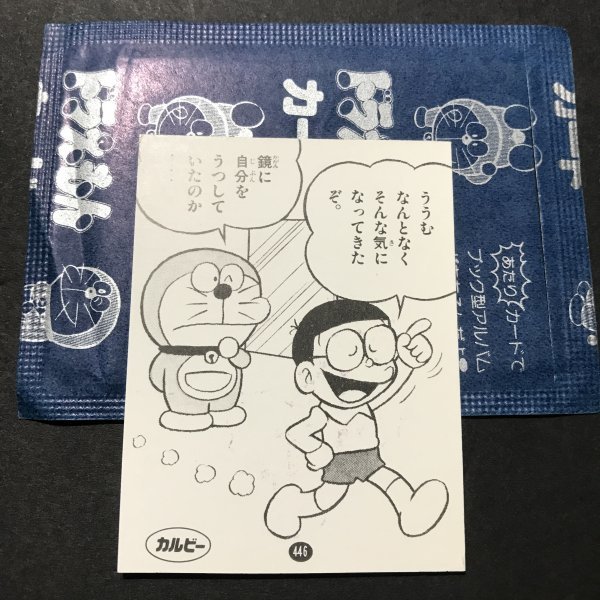 ううむ
なんとなく
そんな気に
なってきた
ぞ。
鏡に
自分を
うつして
いたのか
カルビー
446
ドラえもん
カード
あたりカードで
ブック型アルバム